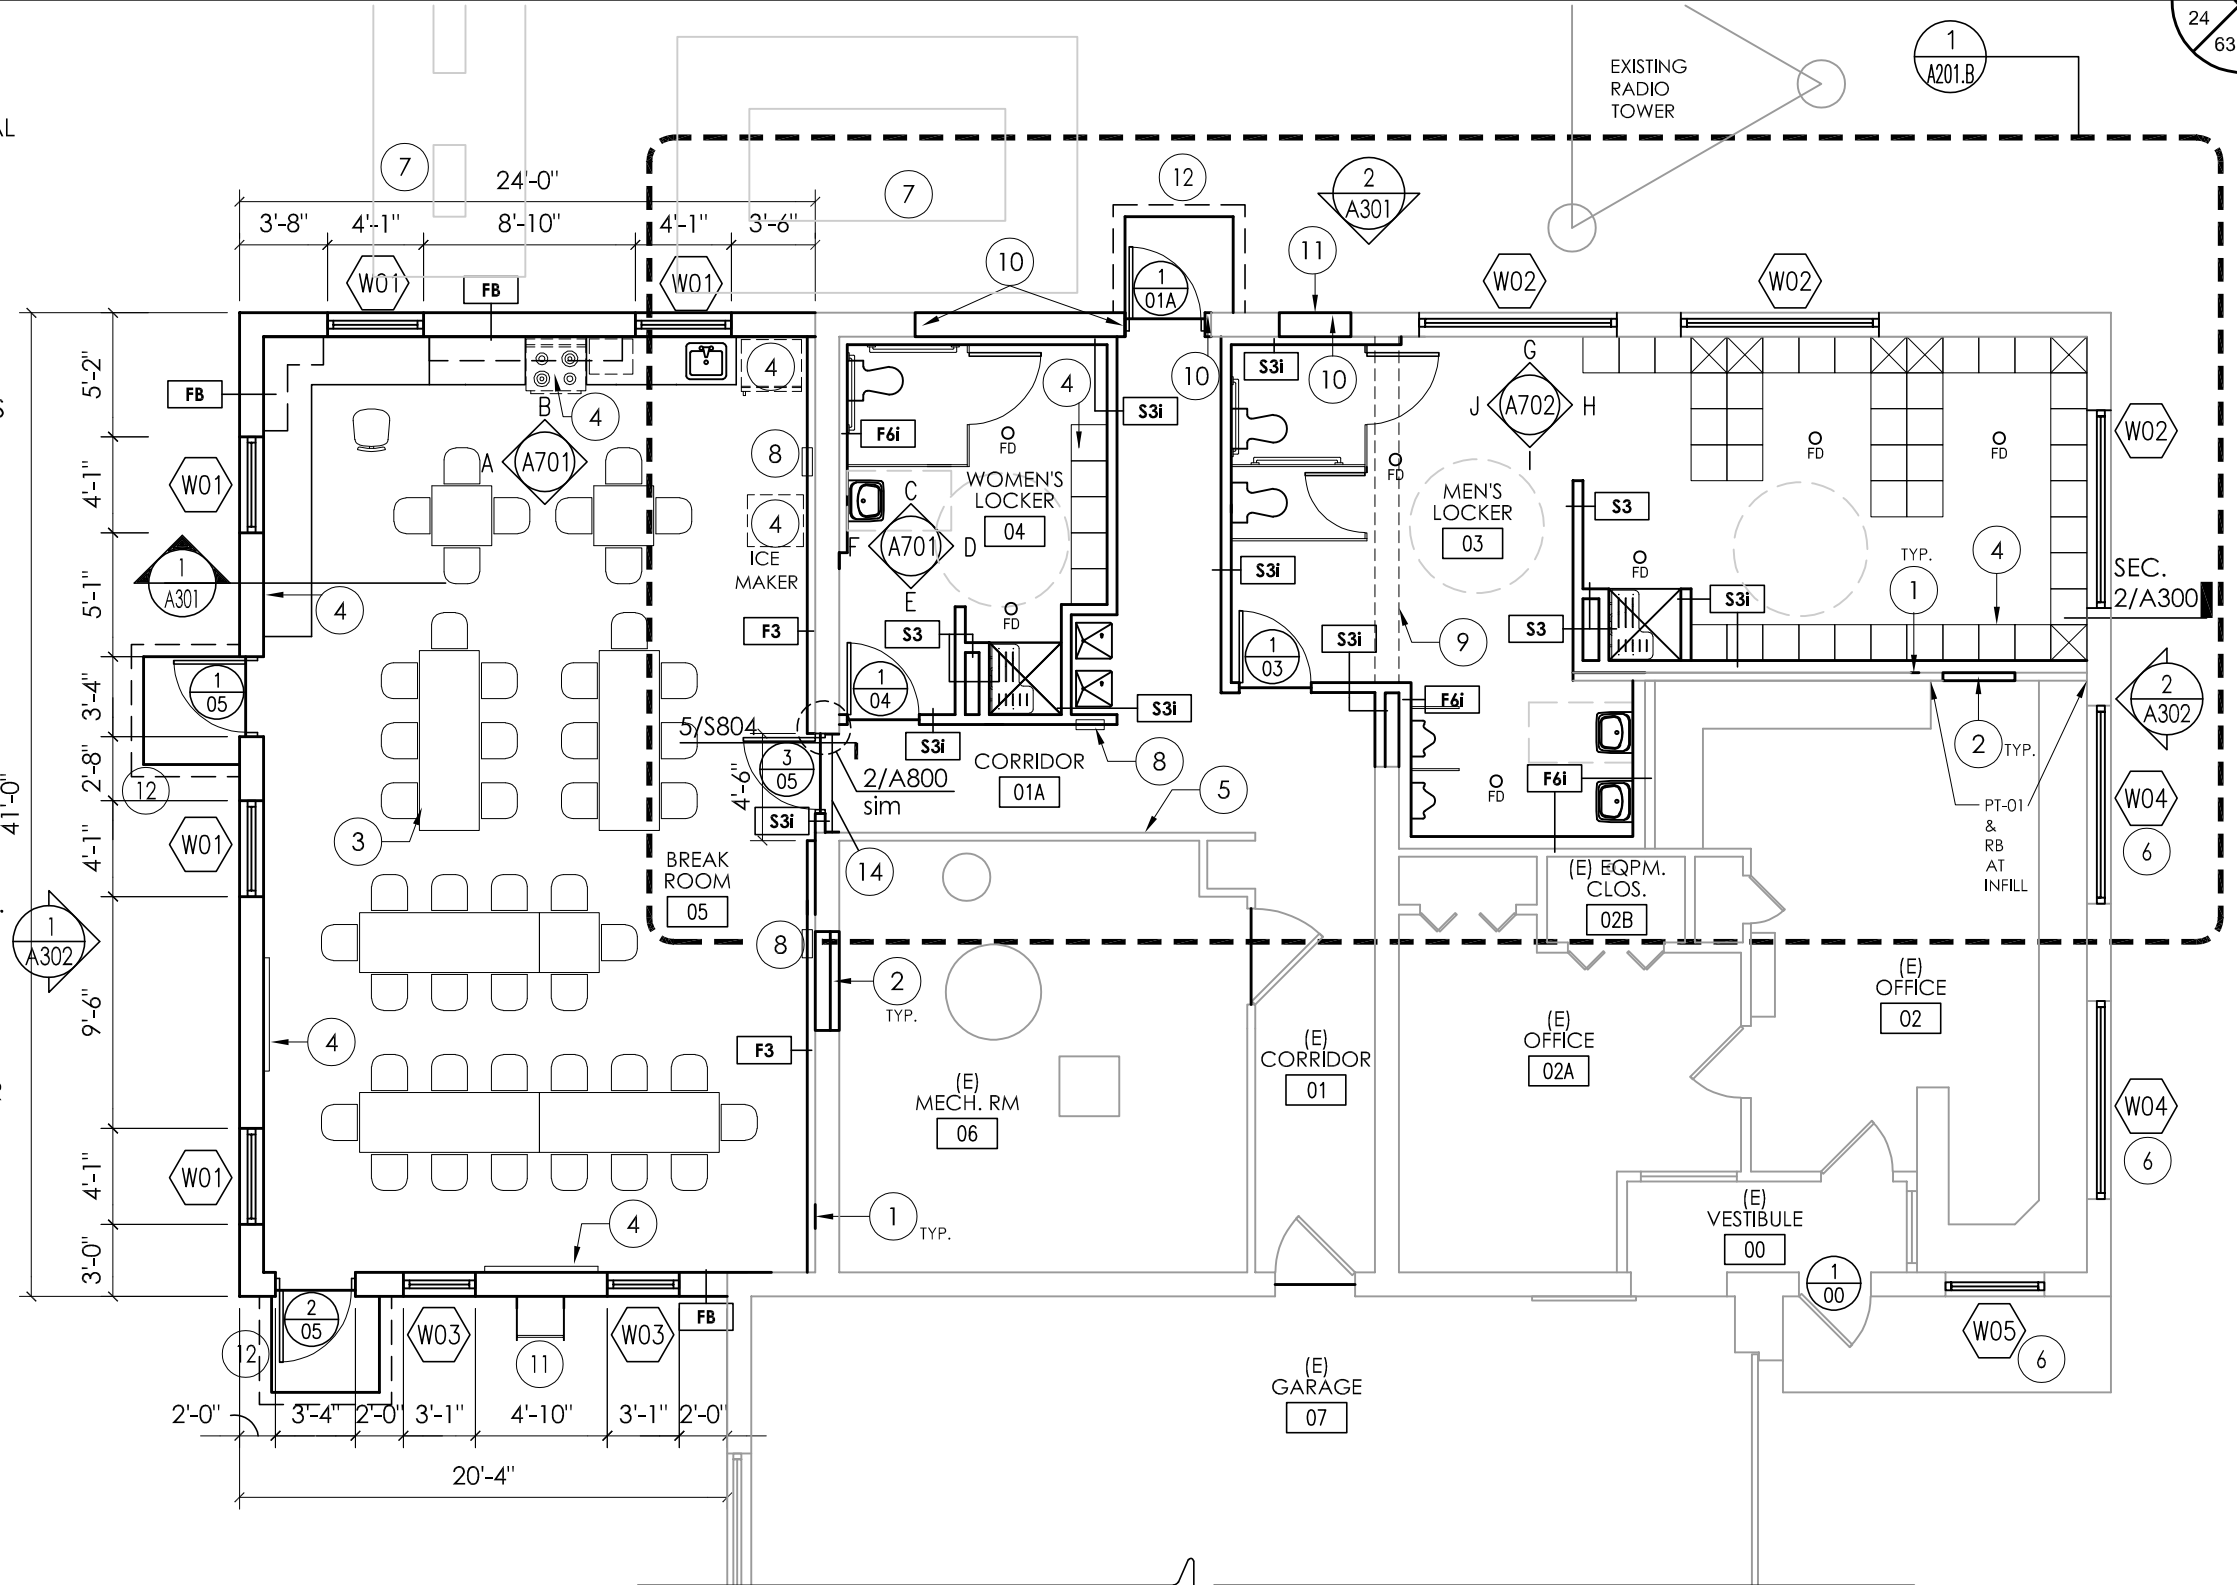 24
63
1
A201.B
EXISTING
RADIO
TOWER
AL
7
24'-0"
7
12
2
A301
3'-8"
4'-1"
8'-10"
4'-1"
3'-6"
W01
FB
W01
10
1
01A
11
W02
W02
5'-2"
FB
4
4
B
4
S3i
10
S3i
10
G
J
A702
H
I
W02
F6i
FD
FD
FD
FD
A
A701
8
W01
4'-1"
WOMEN'S
LOCKER
04
C
F
A701
D
E
MEN'S
LOCKER
03
S3
4
ICE
MAKER
1
A301
4
5'-1"
S3i
FD
TYP.
1
4
SEC.
2/A300
F3
FD
S3
S3i
9
S3
S3i
1
05
3'-4"
1
04
1
03
S3i
F6i
2
A302
5/S804
S3i
2
TYP.
2'-8"
12
3
05
4'-6"
2/A800
sim
CORRIDOR
01A
8
5
FD
F6i
W04
PT-01
&
RB
AT
INFILL
41'-0"
3
S3i
W01
4'-1"
BREAK
ROOM
05
14
(E) EQPM.
CLOS.
02B
6
1
A302
8
2
TYP.
9'-6"
4
F3
(E)
OFFICE
02
(E)
OFFICE
02A
(E)
CORRIDOR
01
(E)
MECH. RM
06
W04
6
W01
4'-1"
4
1
TYP.
(E)
VESTIBULE
00
3'-0"
1
00
2
05
12
W03
11
W03
FB
W05
6
(E)
GARAGE
07
2'-0"
3'-4"
2'-0"
3'-1"
4'-10"
3'-1"
2'-0"
20'-4"